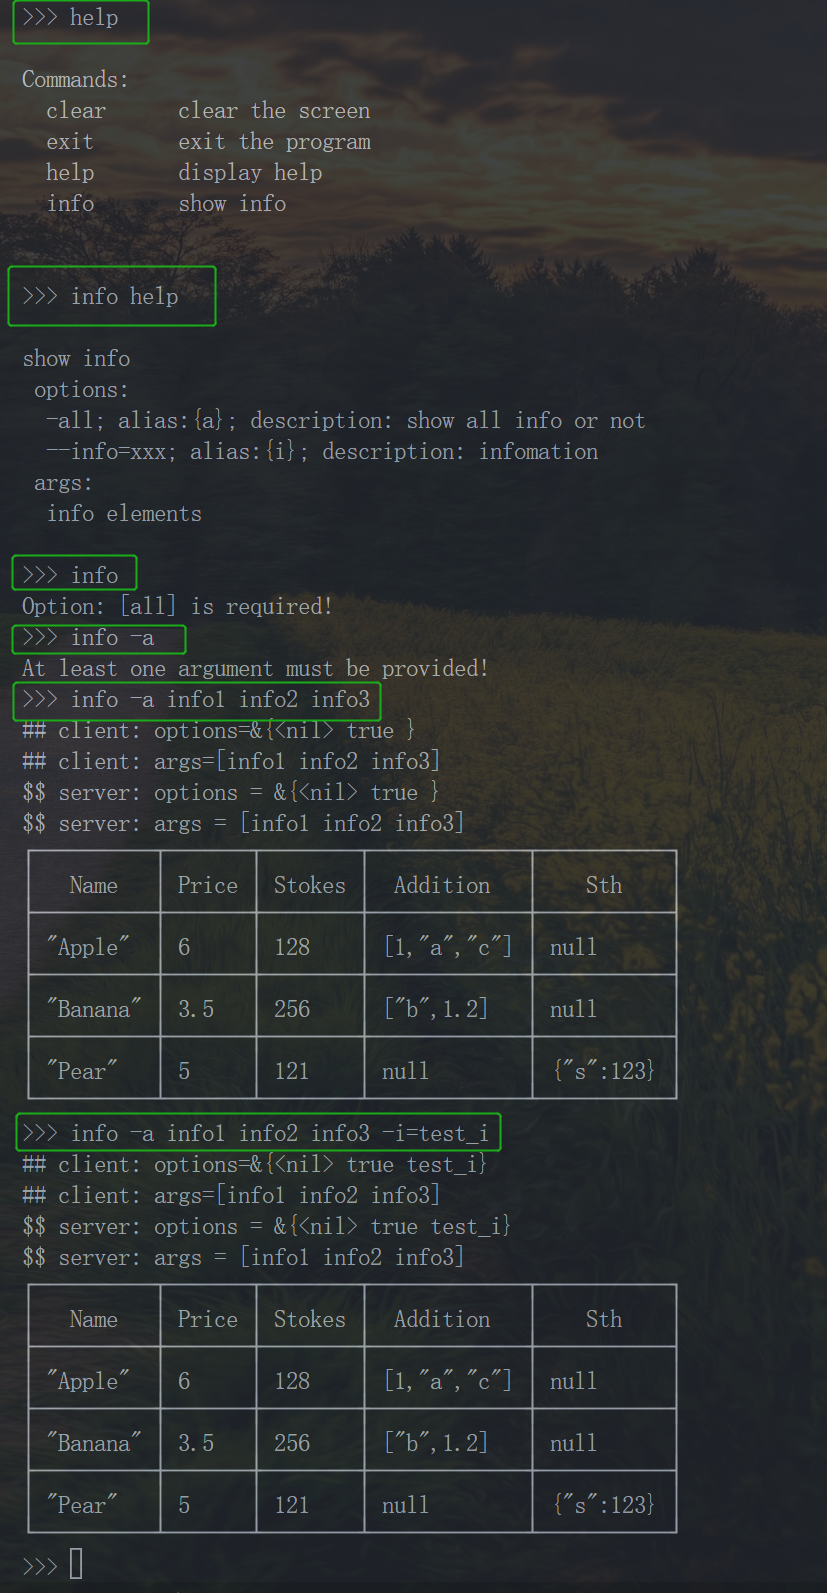 >>> help
Commands:
  clear      clear the screen
  exit       exit the program
  help       display help
  info       show info
>>> info help
show info
 options:
  -all; alias:{a}; description: show all info or not
  --info=xxx; alias:{i}; description: infomation
 args:
  info elements
>>> info
Option: [all] is required!
>>> info -a
At least one argument must be provided!
>>> info -a info1 info2 info3
## client: options=&{<nil> true }
## client: args=[info1 info2 info3]
$$ server: options = &{<nil> true }
$$ server: args = [info1 info2 info3]
Name Price Stokes Addition Sth
"Apple" 6 128 [1,"a","c"] null
"Banana" 3.5 256 ["b",1.2] null
"Pear" 5 121 null {"s":123}
>>> info -a info1 info2 info3 -i=test_i
## client: options=&{<nil> true test_i}
## client: args=[info1 info2 info3]
$$ server: options = &{<nil> true test_i}
$$ server: args = [info1 info2 info3]
Name Price Stokes Addition Sth
"Apple" 6 128 [1,"a","c"] null
"Banana" 3.5 256 ["b",1.2] null
"Pear" 5 121 null {"s":123}
>>>